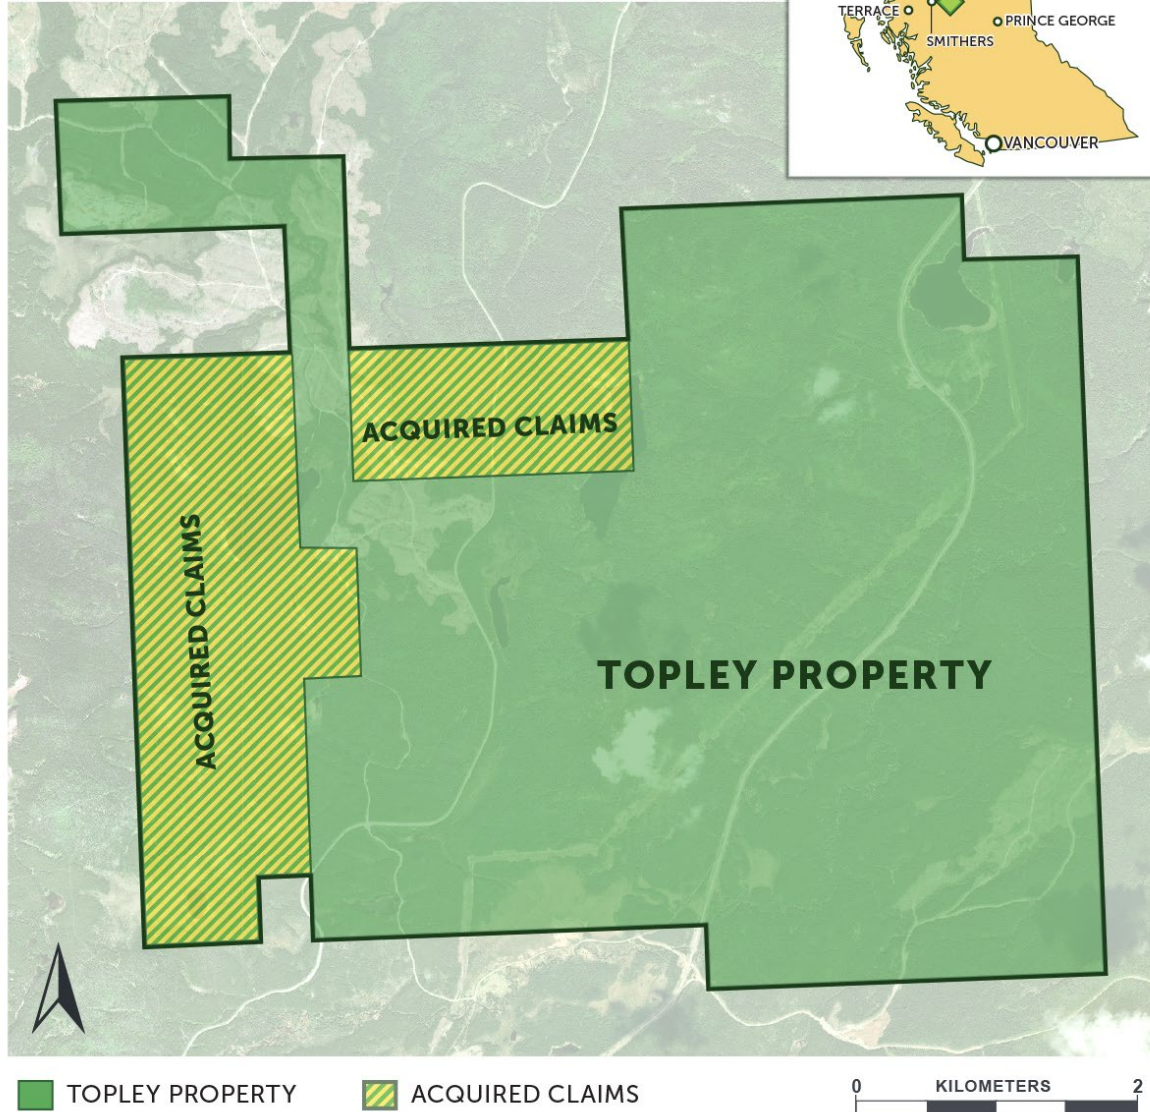 TERRACE
PRINCE GEORGE
SMITHERS
VANCOUVER
ACQUIRED CLAIMS
ACQUIRED CLAIMS
TOPLEY PROPERTY
TOPLEY PROPERTY
ACQUIRED CLAIMS
0 KILOMETERS 2